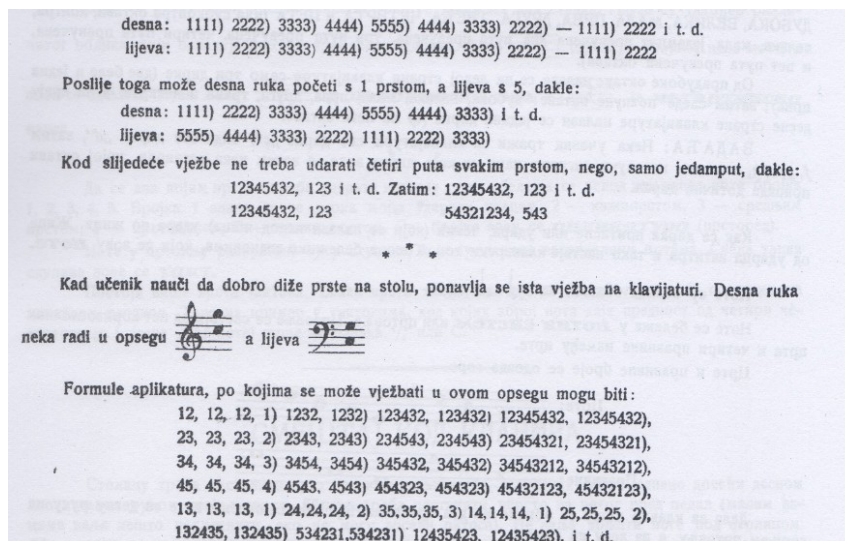 desna: 1111) 2222) 3333) 4444) 5555) 4444) 3333) 2222) — 1111) 2222 i t. d.
lijeva: 1111) 2222) 3333) 4444) 5555) 4444) 3333) 2222) — 1111) 2222
Poslije toga može desna ruka početi s 1 prstom, a lijeva s 5, dakle:
desna: 1111) 2222) 3333) 4444) 5555) 4444) 3333) i t. d.
lijeva: 5555) 4444) 3333) 2222) 1111) 2222) 3333)
Kod slijedeće vježbe ne treba udarati četiri puta svakim prstom, nego, samo jedamput, dakle:
12345432, 123 i t. d. Zatim: 12345432, 123 i t. d.
12345432, 123 54321234, 543
* * *
Kad učenik nauči da dobro diže prste na stolu, ponavlja se ista vježba na klavijaturi. Desna ruka
neka radi u opsegu a lijeva
Formule aplikatura, po kojima se može vježbati u ovom opsegu mogu biti:
12, 12, 12, 1) 1232, 1232) 123432, 123432) 12345432, 12345432),
23, 23, 23, 2) 2343, 2343) 234543, 234543) 23454321, 23454321),
34, 34, 34, 3) 3454, 3454) 345432, 345432) 34543212, 34543212),
45, 45, 45, 4) 4543, 4543) 454323, 454323) 45432123, 45432123),
13, 13, 13, 1) 24,24,24, 2) 35,35,35, 3) 14,14,14, 1) 25,25,25, 2),
132435, 132435) 534231,534231) 12435423, 12435423), i t. d.